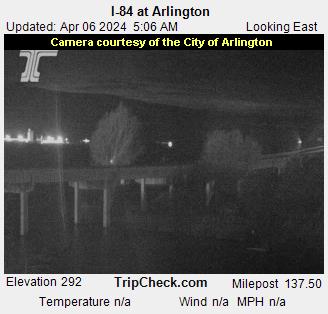 I-84 at Arlington
Updated: Apr 06 2024 5:06 AM Looking East
Camera courtesy of the City of Arlington
Elevation 292 TripCheck.com Milepost 137.50
Temperature n/a Wind n/a MPH n/a